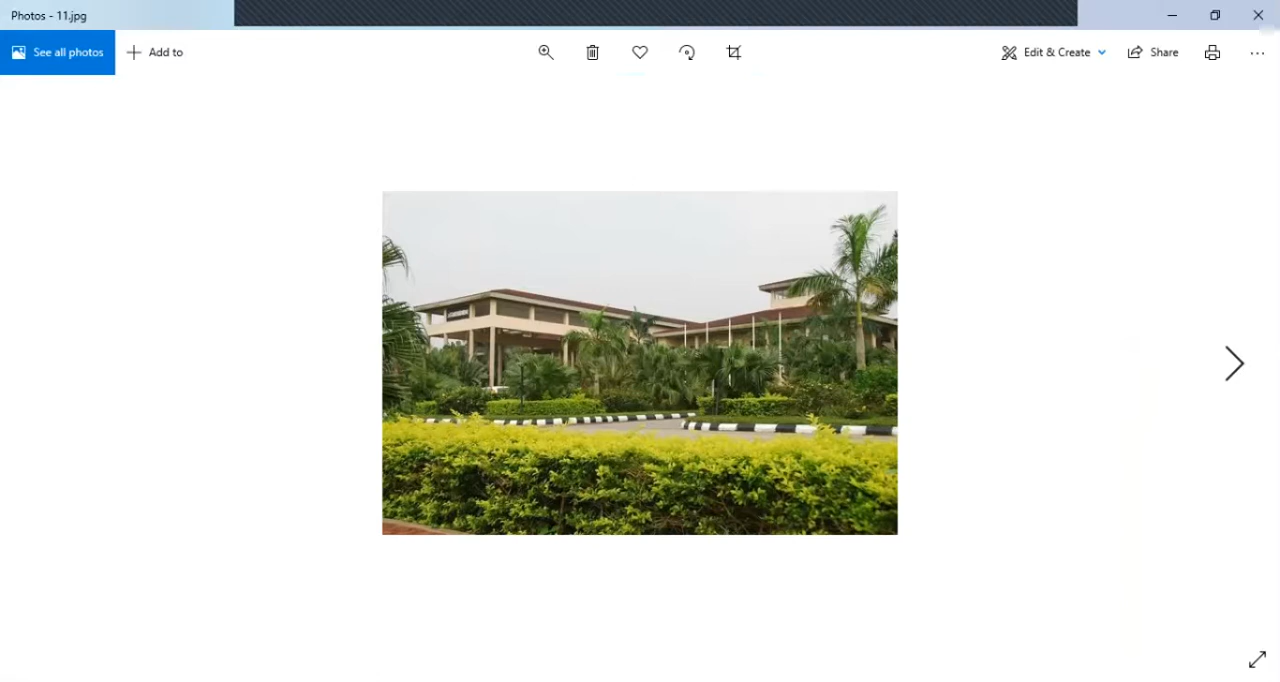 Photos - 11.jpg
See all photos
Add to
Edit & Create
Share